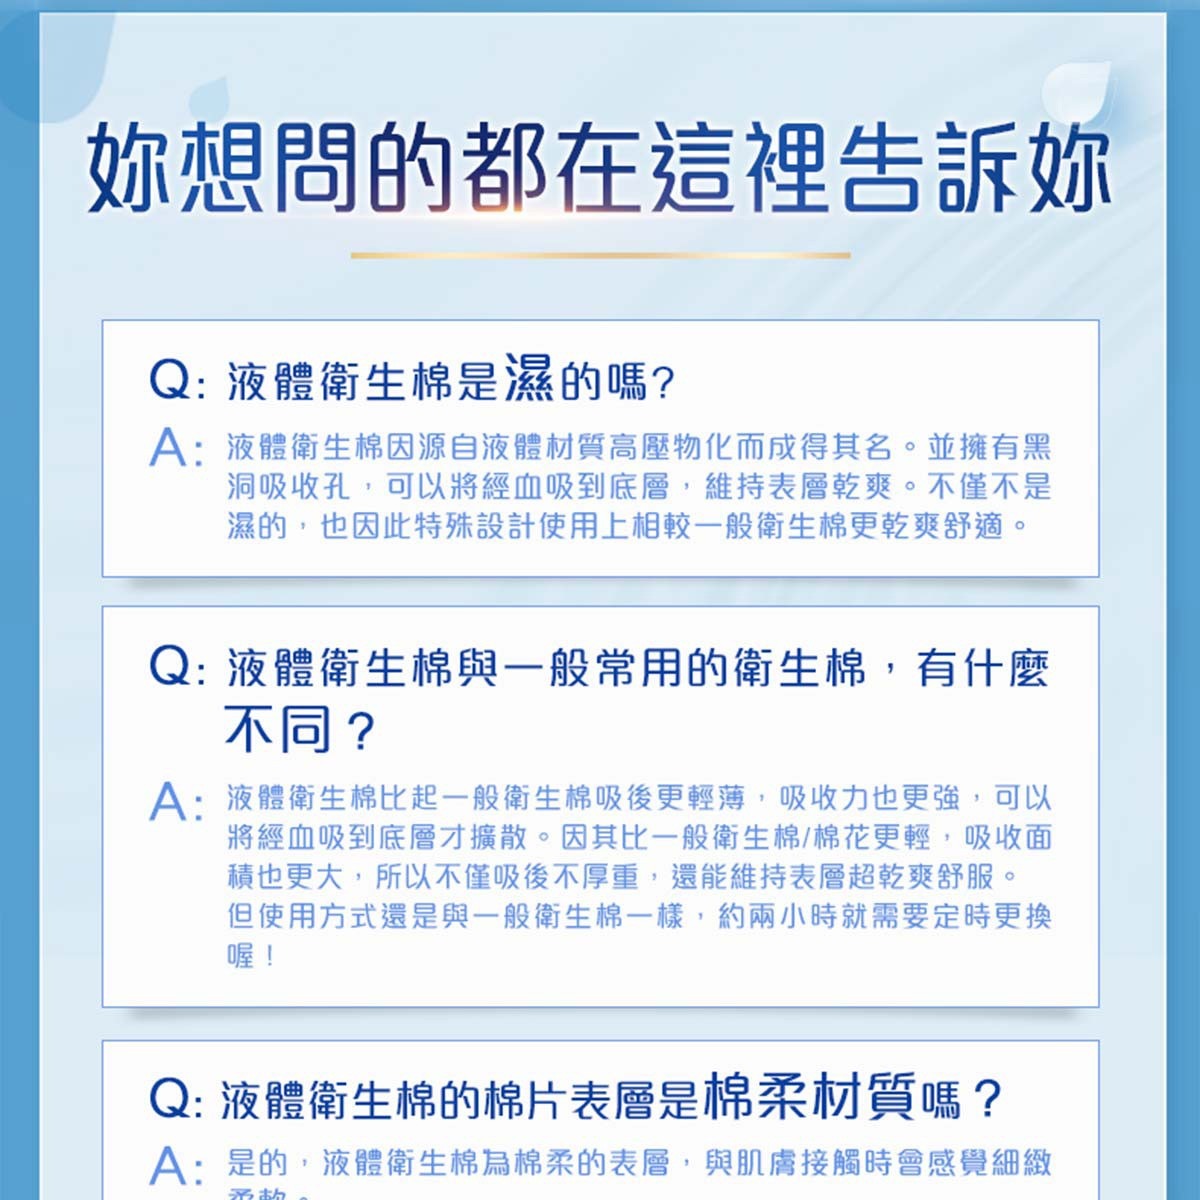 妳想問的都在這裡告訴妳
Q: 液體衛生棉是濕的嗎?
A: 液體衛生棉因源自液體材質高壓物化而成得其名。並擁有黑
洞吸收孔，可以將經血吸到底層，維持表層乾爽。不僅不是
濕的，也因此特殊設計使用上相較一般衛生棉更乾爽舒適。
Q: 液體衛生棉與一般常用的衛生棉，有什麼
不同？
A: 液體衛生棉比起一般衛生棉吸後更輕薄，吸收力也更強，可以
將經血吸到底層才擴散。因其比一般衛生棉/棉花更輕，吸收面
積也更大，所以不僅吸後不厚重，還能維持表層超乾爽舒服。
但使用方式還是與一般衛生棉一樣，約兩小時就需要定時更換
喔！
Q: 液體衛生棉的棉片表層是棉柔材質嗎？
A: 是的，液體衛生棉為棉柔的表層，與肌膚接觸時會感覺細緻
柔軟。